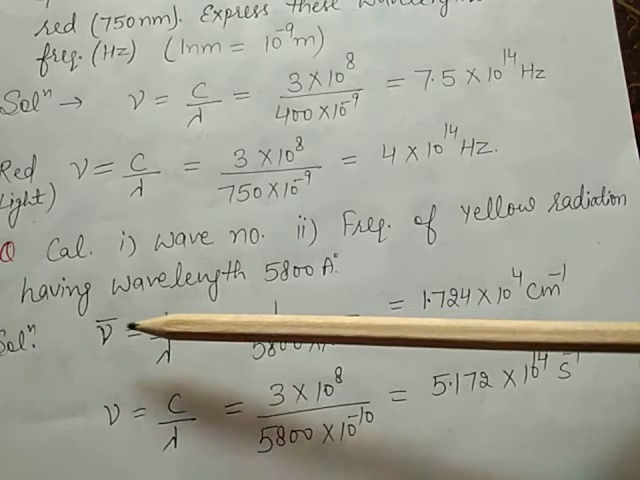 red (750nm). Express these
freq. (Hz) (1nm = 10⁻⁹m)
Solⁿ → ν = C/λ = 3×10⁸/400×10⁻⁹ = 7.5×10¹⁴ Hz
Red Light) ν = C/λ = 3×10⁸/750×10⁻⁹ = 4×10¹⁴ HZ.
Q Cal. i) wave no. ii) Freq. of yellow radiation
having wavelength 5800 A°.
Solⁿ. ν̄ = /λ = 1.724×10⁴ Cm⁻¹
ν = C/λ = 3×10⁸/5800×10⁻¹⁰ = 5.172×10¹⁴ S⁻¹